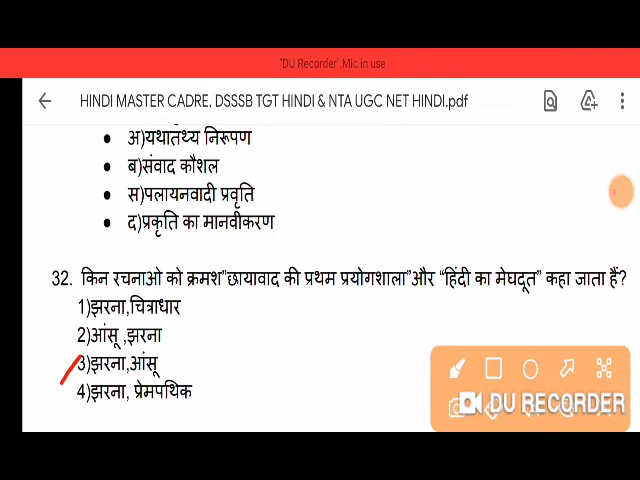 "DU Recorder",Mic in use
HINDI MASTER CADRE, DSSSB TGT HINDI & NTA UGC NET HINDI.pdf
अ)यथातथ्य निरूपण
ब)संवाद कौशल
स)पलायनवादी प्रवृति
द)प्रकृति का मानवीकरण
32. किन रचनाओ को क्रमश"छायावाद की प्रथम प्रयोगशाला"और "हिंदी का मेघदूत" कहा जाता हैं?
1)झरना,चित्राधार
2)आंसू ,झरना
3)झरना,आंसू
4)झरना, प्रेमपथिक
DU RECORDER